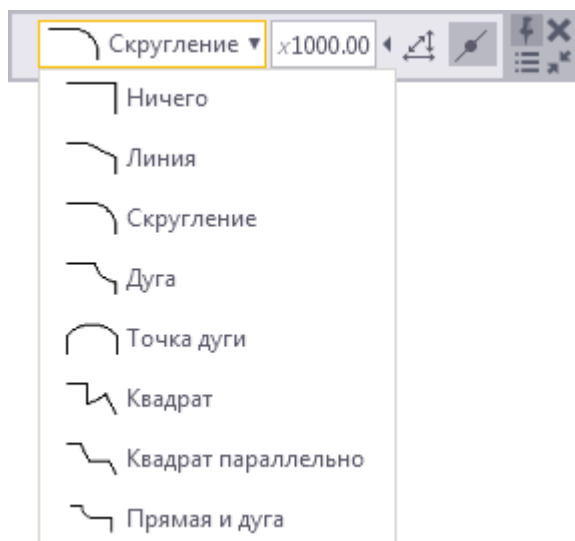 Скругление x1000.00
Ничего
Линия
Скругление
Дуга
Точка дуги
Квадрат
Квадрат параллельно
Прямая и дуга